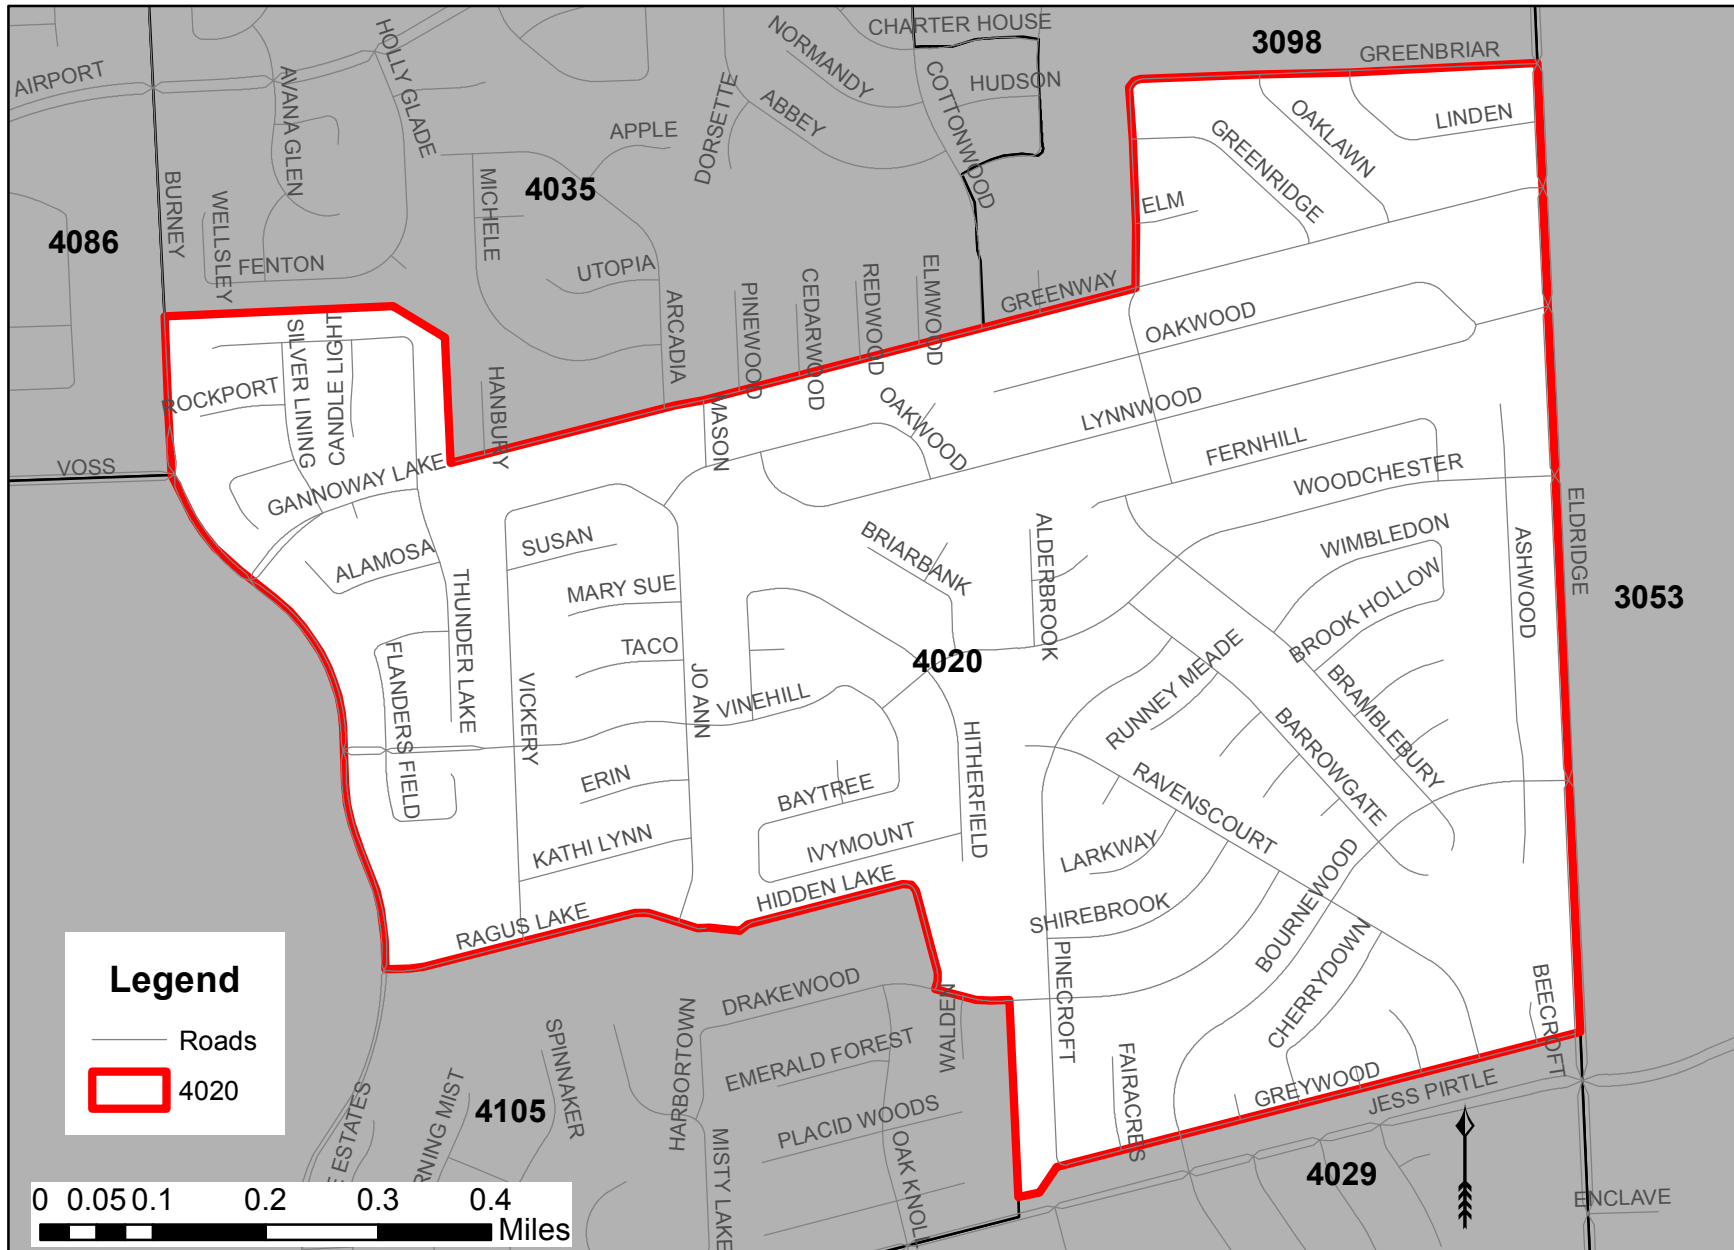 CHARTER HOUSE
3098
GREENBRIAR
AIRPORT
HOLLY GLADE
NORMANDY
COTTONWOOD
HUDSON
AVANA GLEN
DORSETTE
ABBEY
APPLE
OAKLAWN
LINDEN
GREENRIDGE
BURNEY
WELLSLEY
MICHELE
4035
ELM
4086
FENTON
UTOPIA
ARCADIA
PINEWOOD
CEDARWOOD
REDWOOD
ELMWOOD
GREENWAY
OAKWOOD
SILVER LINING
CANDLE LIGHT
ROCKPORT
HANBURY
MASON
OAKWOOD
LYNNWOOD
FERNHILL
VOSS
GANNOWAY LAKE
WOODCHESTER
ELDRIDGE
SUSAN
BRIARBANK
ALDERBROOK
WIMBLEDON
ASHWOOD
ALAMOSA
THUNDER LAKE
MARY SUE
BROOK HOLLOW
3053
FLANDERS FIELD
TACO
4020
RUNNEY MEADE
BRAMBLEBURY
VICKERY
JO ANN
VINEHILL
HITHERFIELD
BARROWGATE
ERIN
BAYTREE
RAVENSCOURT
KATHI LYNN
IVYMOUNT
LARKWAY
HIDDEN LAKE
RAGUS LAKE
SHIREBROOK
BOURNEWOOD
CHERRYDOWN
PINECROFT
BEECROFT
Legend
Roads
4020
DRAKEWOOD
WALDEN
HARBORTOWN
SPINNAKER
EMERALD FOREST
FAIRACRES
GREYWOOD
JESS PIRTLE
E ESTATES
RNING MIST
4105
PLACID WOODS
MISTY LAKE
OAK KNOL
4029
ENCLAVE
0 0.05 0.1 0.2 0.3 0.4
Miles